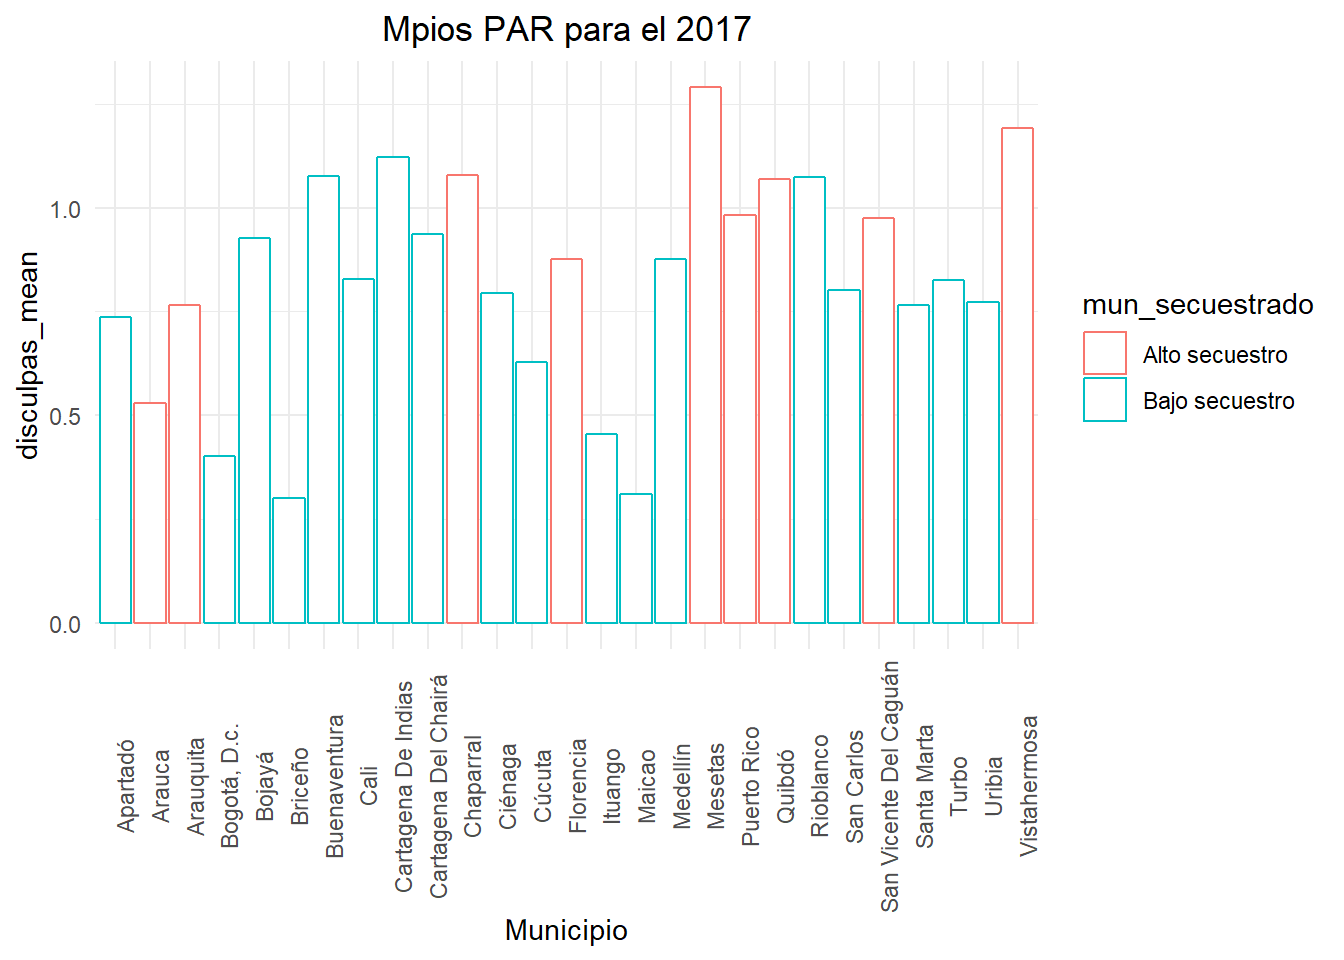 Mpios PAR para el 2017
disculpas_mean
1.0
0.5
0.0
Apartadó
Arauca
Arauquita
Bogotá, D.c.
Bojayá
Briceño
Buenaventura
Cali
Cartagena De Indias
Cartagena Del Chairá
Chaparral
Ciénaga
Cúcuta
Florencia
Ituango
Maicao
Medellín
Mesetas
Puerto Rico
Quibdó
Rioblanco
San Carlos
San Vicente Del Caguán
Santa Marta
Turbo
Uribia
Vistahermosa
Municipio
mun_secuestrado
Alto secuestro
Bajo secuestro